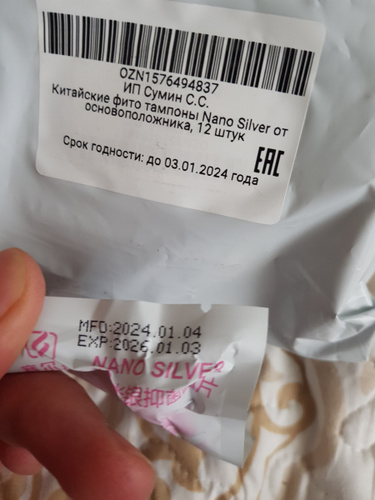 OZN1576494837
ИП Сумин С.С.
Китайские фито тампоны Nano Silver от
основоположника, 12 штук
Срок годности: до 03.01.2024 года
EAC
MFD:2024.01.04
EXP:2026.01.03
NANO SILVER